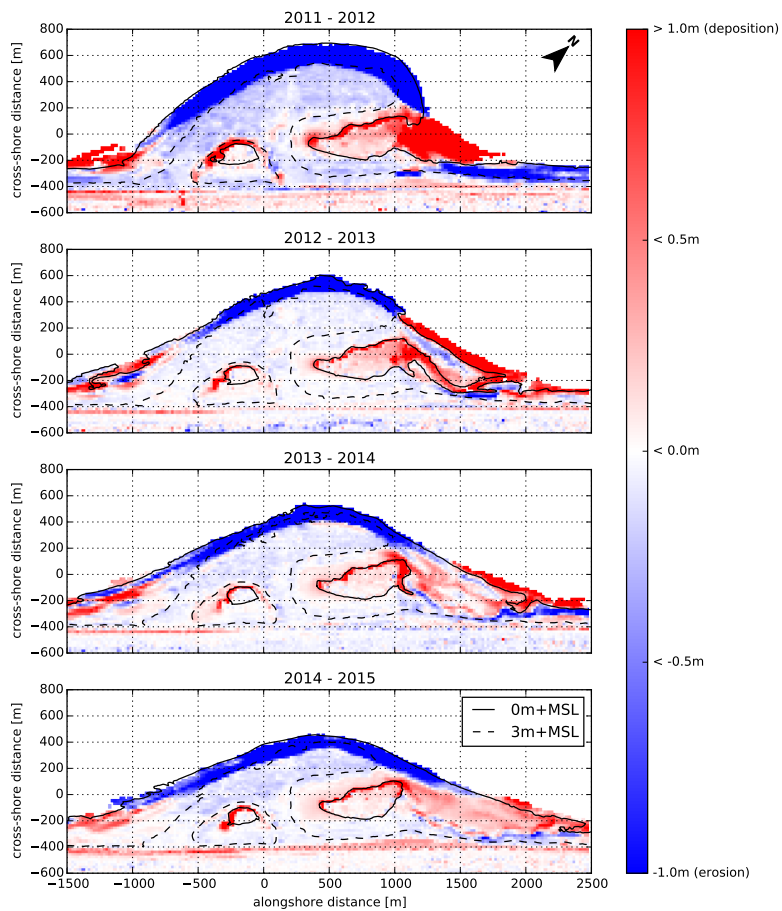 2011 - 2012
800
600
400
200
0
−200
−400
−600
cross-shore distance [m]
N
2012 - 2013
800
600
400
200
0
−200
−400
−600
cross-shore distance [m]
2013 - 2014
800
600
400
200
0
−200
−400
−600
cross-shore distance [m]
2014 - 2015
800
600
400
200
0
−200
−400
−600
cross-shore distance [m]
0m+MSL
3m+MSL
−1500 −1000 −500 0 500 1000 1500 2000 2500
alongshore distance [m]
> 1.0m (deposition)
< 0.5m
< 0.0m
< -0.5m
-1.0m (erosion)